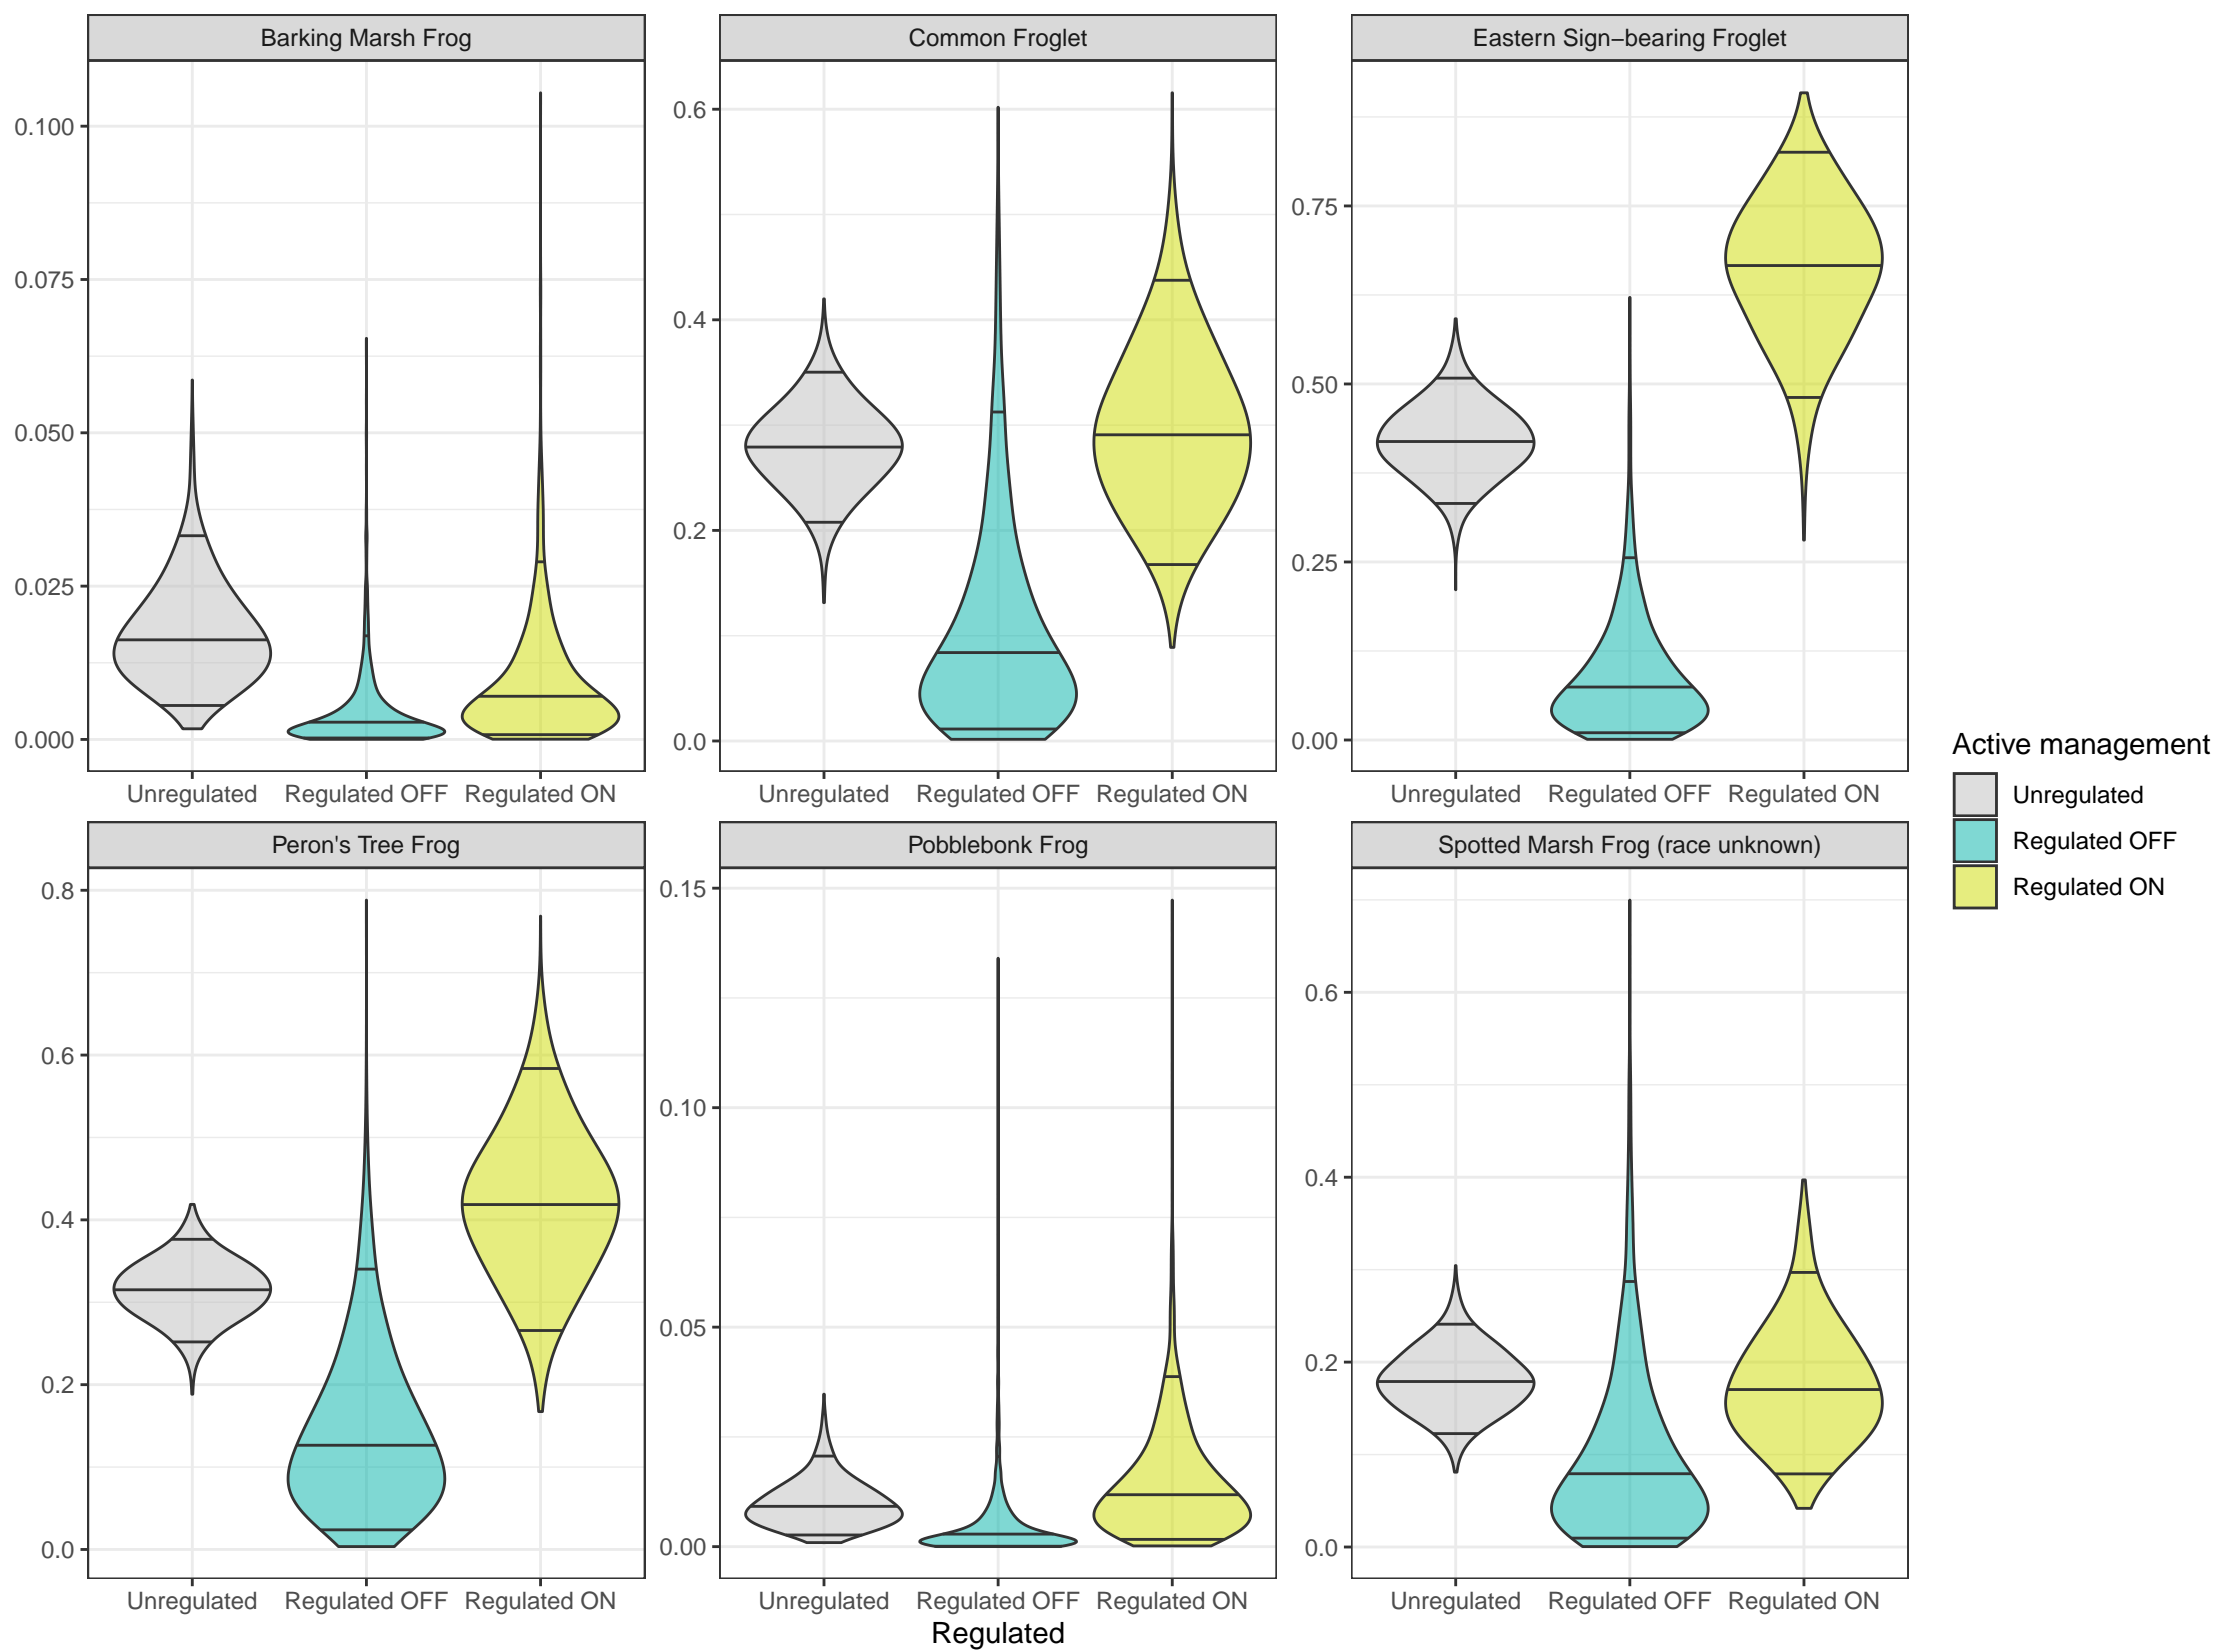 Barking Marsh Frog
Common Froglet
Eastern Sign−bearing Froglet
0.100
0.075
0.050
0.025
0.000
0.6
0.4
0.2
0.0
0.75
0.50
0.25
0.00
Unregulated Regulated OFF Regulated ON
Unregulated Regulated OFF Regulated ON
Unregulated Regulated OFF Regulated ON
Peron's Tree Frog
Pobblebonk Frog
Spotted Marsh Frog (race unknown)
0.8
0.6
0.4
0.2
0.0
0.15
0.10
0.05
0.00
0.6
0.4
0.2
0.0
Unregulated Regulated OFF Regulated ON
Unregulated Regulated OFF Regulated ON
Unregulated Regulated OFF Regulated ON
Regulated
Active management
Unregulated
Regulated OFF
Regulated ON